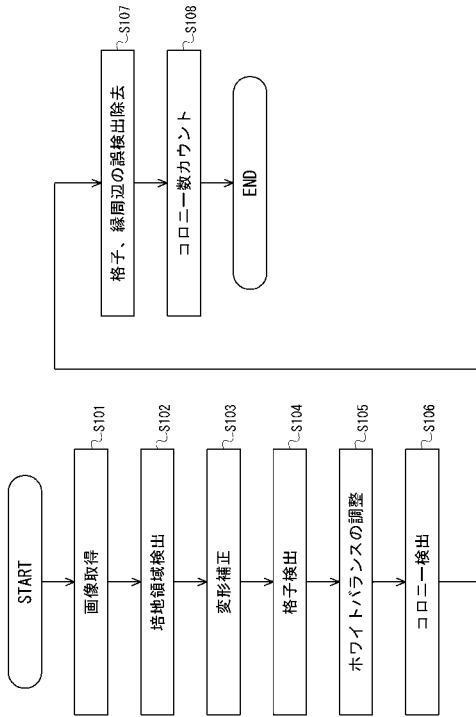 START
画像取得
S101
培地領域検出
S102
変形補正
S103
格子検出
S104
ホワイトバランスの調整
S105
コロニー検出
S106
格子、縁周辺の誤検出除去
S107
コロニー数カウント
S108
END